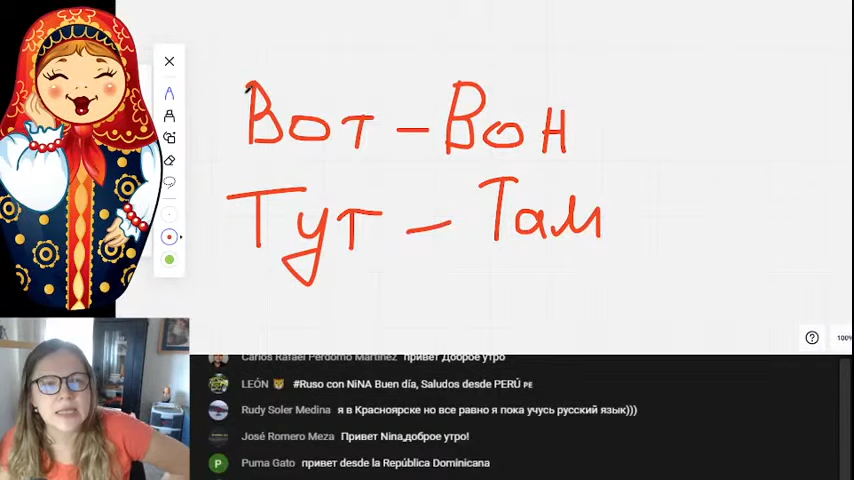 Вот – Вон
Тут – Там
100%
Carlos Rafael Perdomo Martinez привет Доброе утро
LEÓN 🐯 #Ruso con NiNA Buen día, Saludos desde PERÚ PE
Rudy Soler Medina я в Красноярске но все равно я пока учусь русский язык)))
José Romero Meza Привет Nina,доброе утро!
P Puma Gato привет desde la República Dominicana